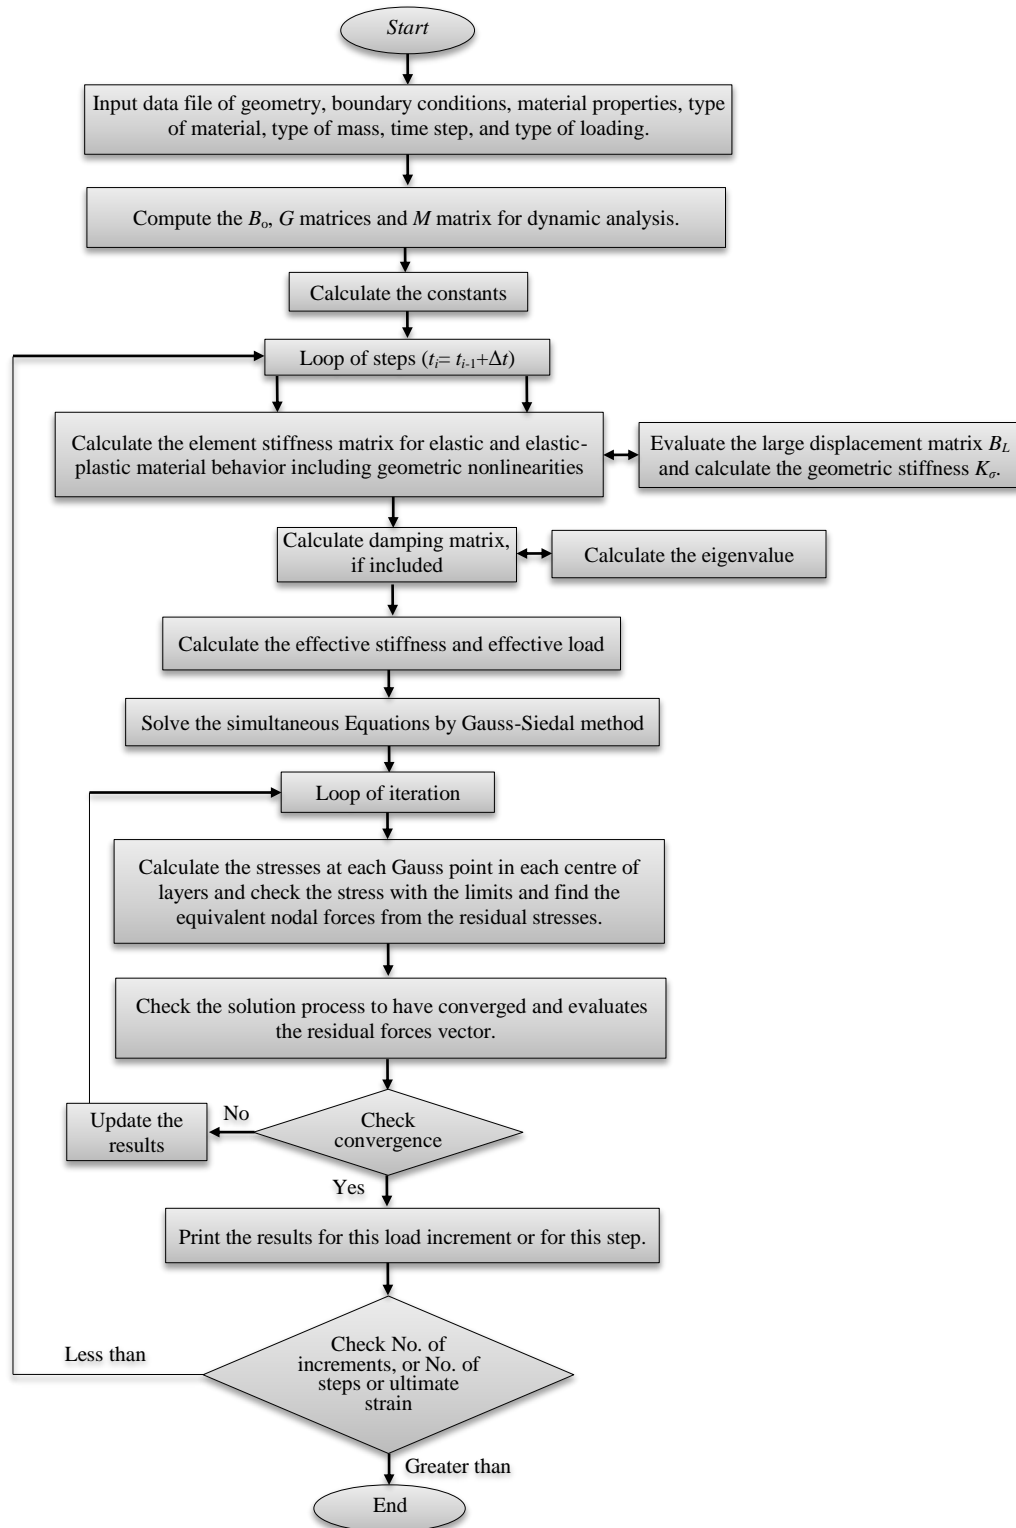 Start
Input data file of geometry, boundary conditions, material properties, type
of material, type of mass, time step, and type of loading.
Compute the Bₒ, G matrices and M matrix for dynamic analysis.
Calculate the constants
Loop of steps (tᵢ= tᵢ₋₁+Δt)
Calculate the element stiffness matrix for elastic and elastic-
plastic material behavior including geometric nonlinearities
Evaluate the large displacement matrix B_L
and calculate the geometric stiffness K_σ.
Calculate damping matrix,
if included
Calculate the eigenvalue
Calculate the effective stiffness and effective load
Solve the simultaneous Equations by Gauss-Siedal method
Loop of iteration
Calculate the stresses at each Gauss point in each centre of
layers and check the stress with the limits and find the
equivalent nodal forces from the residual stresses.
Check the solution process to have converged and evaluates
the residual forces vector.
Check
convergence
No
Update the
results
Yes
Print the results for this load increment or for this step.
Check No. of
increments, or No. of
steps or ultimate
strain
Less than
Greater than
End